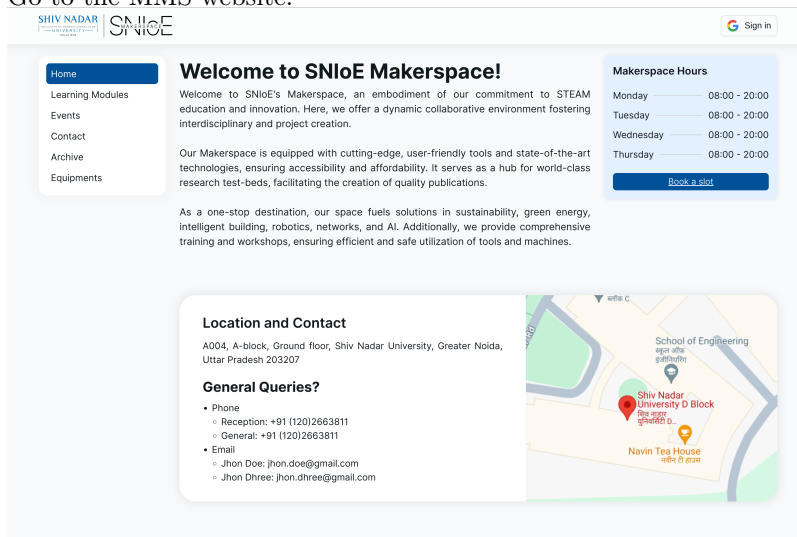 Go to the MMS website.
SHIV NADAR
UNIVERSITY
SNIoE
MAKERSPACE
Sign in
Home
Learning Modules
Events
Contact
Archive
Equipments
Welcome to SNIoE Makerspace!
Welcome to SNIoE's Makerspace, an embodiment of our commitment to STEAM
education and innovation. Here, we offer a dynamic collaborative environment fostering
interdisciplinary and project creation.
Our Makerspace is equipped with cutting-edge, user-friendly tools and state-of-the-art
technologies, ensuring accessibility and affordability. It serves as a hub for world-class
research test-beds, facilitating the creation of quality publications.
As a one-stop destination, our space fuels solutions in sustainability, green energy,
intelligent building, robotics, networks, and AI. Additionally, we provide comprehensive
training and workshops, ensuring efficient and safe utilization of tools and machines.
Makerspace Hours
Monday 08:00 - 20:00
Tuesday 08:00 - 20:00
Wednesday 08:00 - 20:00
Thursday 08:00 - 20:00
Book a slot
Location and Contact
A004, A-block, Ground floor, Shiv Nadar University, Greater Noida,
Uttar Pradesh 203207
General Queries?
• Phone
◦ Reception: +91 (120)2663811
◦ General: +91 (120)2663811
• Email
◦ Jhon Doe: jhon.doe@gmail.com
◦ Jhon Dhree: jhon.dhree@gmail.com
ब्लॉक C
Rd
School of Engineering
स्कूल ऑफ़
इंजीनियरिंग
Shiv Nadar
University D Block
शिव नाडार
यूनिवर्सिटी D...
Navin Tea House
नवीन टी हाउस